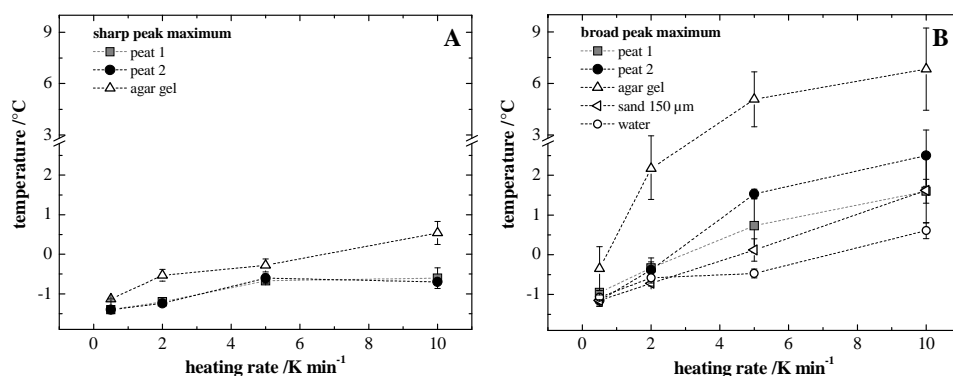 sharp peak maximum
peat 1
peat 2
agar gel
A
9
6
3
2
1
0
-1
0 2 4 6 8 10
temperature /°C
heating rate /K min-1
broad peak maximum
peat 1
peat 2
agar gel
sand 150 µm
water
B
9
6
3
2
1
0
-1
0 2 4 6 8 10
temperature /°C
heating rate /K min-1